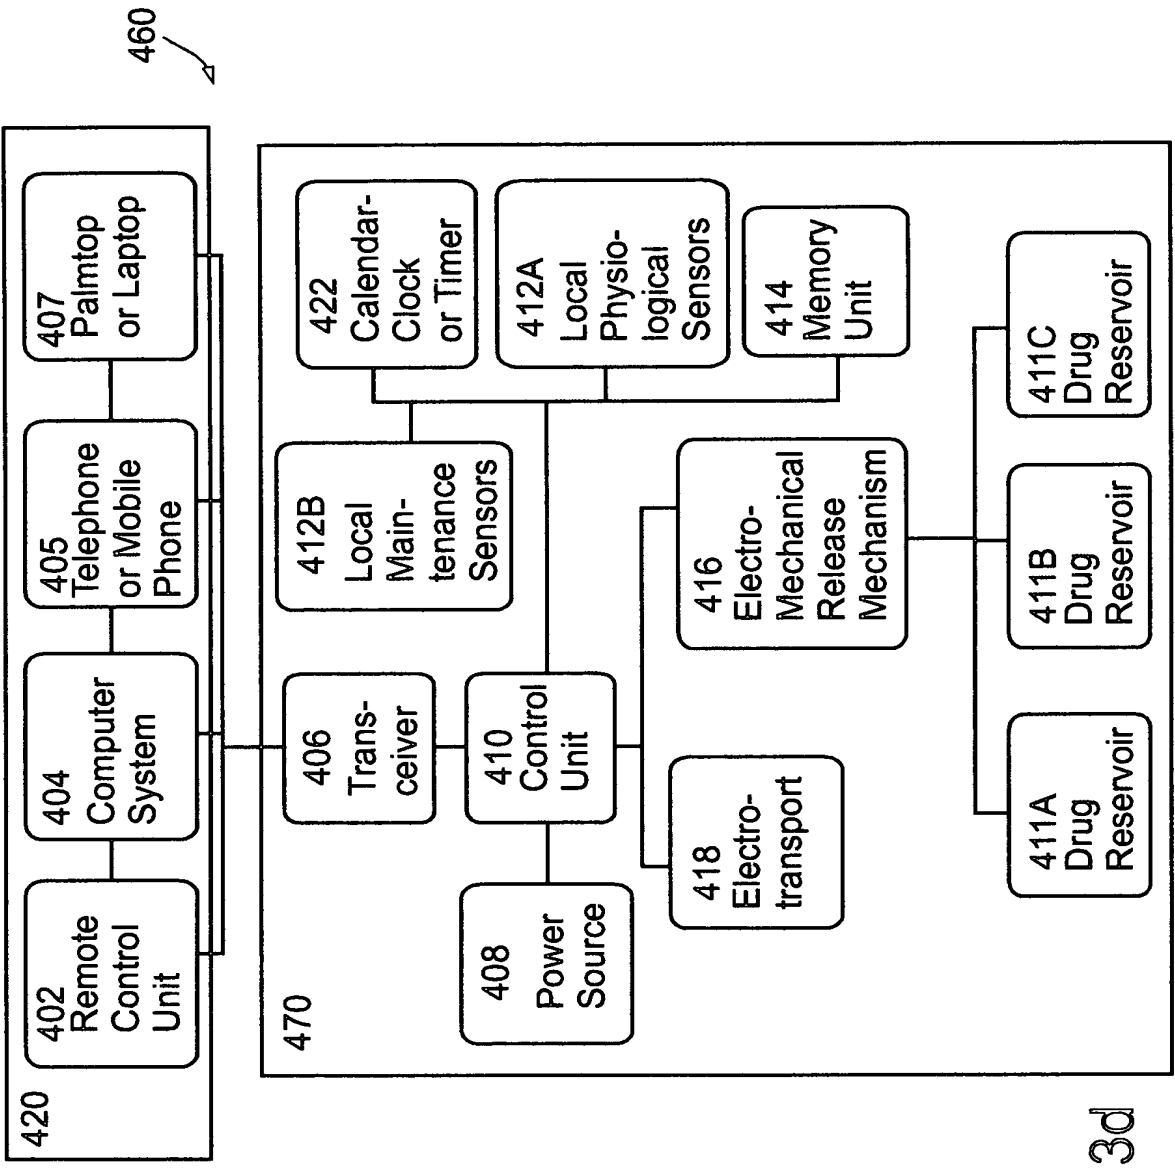 460
420
402
Remote
Control
Unit
404
Computer
System
405
Telephone
or Mobile
Phone
407
Palmtop
or Laptop
470
406
Trans-
ceiver
412B
Local
Main-
tenance
Sensors
422
Calendar-
Clock
or Timer
408
Power
Source
410
Control
Unit
412A
Local
Physio-
logical
Sensors
418
Electro-
transport
416
Electro-
Mechanical
Release
Mechanism
414
Memory
Unit
411A
Drug
Reservoir
411B
Drug
Reservoir
411C
Drug
Reservoir
3d